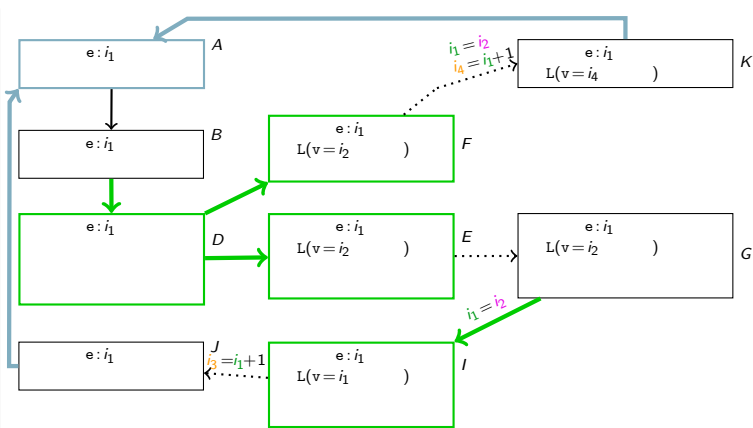 e : i₁
A
e : i₁
B
e : i₁
D
e : i₁
L(v = i₂ )
F
i₁ = i₂
i₄ = i₁+1
e : i₁
L(v = i₄ )
K
e : i₁
L(v = i₂ )
E
e : i₁
L(v = i₂ )
G
i₁ = i₂
e : i₁
J
i₃ = i₁+1
e : i₁
L(v = i₁ )
I